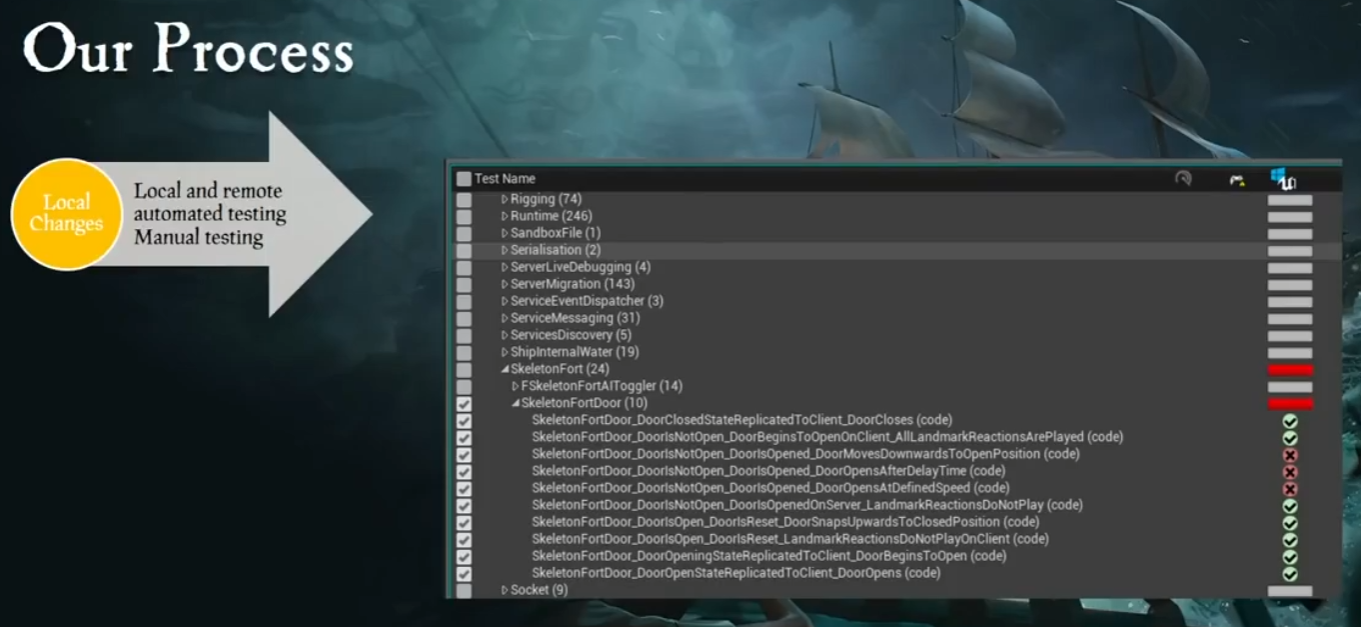 Our Process
Local
Changes
Local and remote
automated testing
Manual testing
Test Name
Rigging (74)
Runtime (246)
SandboxFile (1)
Serialisation (2)
ServerLiveDebugging (4)
ServerMigration (143)
ServiceEventDispatcher (3)
ServiceMessaging (31)
ServicesDiscovery (5)
ShipInternalWater (19)
SkeletonFort (24)
FSkeletonFortAIToggler (14)
SkeletonFortDoor (10)
SkeletonFortDoor_DoorClosedStateReplicatedToClient_DoorCloses (code)
SkeletonFortDoor_DoorIsNotOpen_DoorBeginsToOpenOnClient_AllLandmarkReactionsArePlayed (code)
SkeletonFortDoor_DoorIsNotOpen_DoorIsOpened_DoorMovesDownwardsToOpenPosition (code)
SkeletonFortDoor_DoorIsNotOpen_DoorIsOpened_DoorOpensAfterDelayTime (code)
SkeletonFortDoor_DoorIsNotOpen_DoorIsOpened_DoorOpensAtDefinedSpeed (code)
SkeletonFortDoor_DoorIsNotOpen_DoorIsOpenedOnServer_LandmarkReactionsDoNotPlay (code)
SkeletonFortDoor_DoorIsOpen_DoorIsReset_DoorSnapsUpwardsToClosedPosition (code)
SkeletonFortDoor_DoorIsOpen_DoorIsReset_LandmarkReactionsDoNotPlayOnClient (code)
SkeletonFortDoor_DoorOpeningStateReplicatedToClient_DoorBeginsToOpen (code)
SkeletonFortDoor_DoorOpenStateReplicatedToClient_DoorOpens (code)
Socket (9)